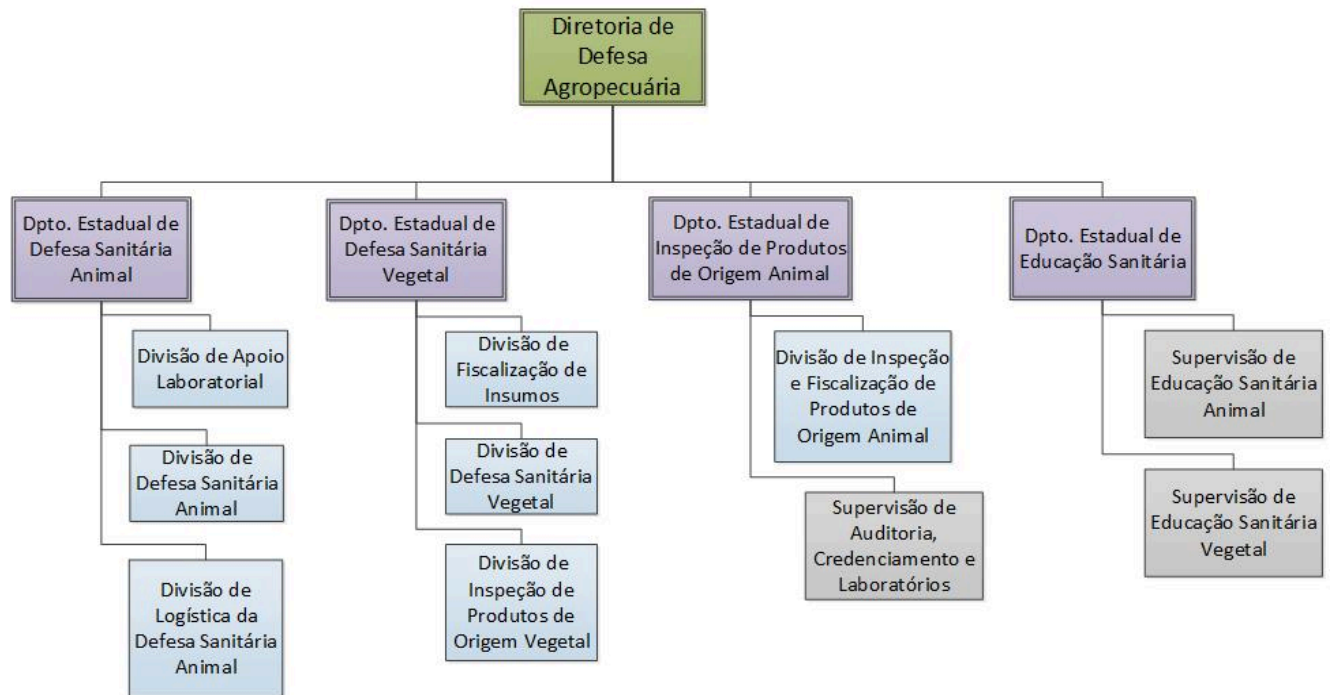 Diretoria de
Defesa
Agropecuária
Dpto. Estadual de
Defesa Sanitária
Animal
Dpto. Estadual de
Defesa Sanitária
Vegetal
Dpto. Estadual de
Inspeção de Produtos
de Origem Animal
Dpto. Estadual de
Educação Sanitária
Divisão de Apoio
Laboratorial
Divisão de
Defesa Sanitária
Animal
Divisão de
Logística da
Defesa Sanitária
Animal
Divisão de
Fiscalização de
Insumos
Divisão de
Defesa Sanitária
Vegetal
Divisão de
Inspeção de
Produtos de
Origem Vegetal
Divisão de Inspeção
e Fiscalização de
Produtos de
Origem Animal
Supervisão de
Auditoria,
Credenciamento e
Laboratórios
Supervisão de
Educação Sanitária
Animal
Supervisão de
Educação Sanitária
Vegetal